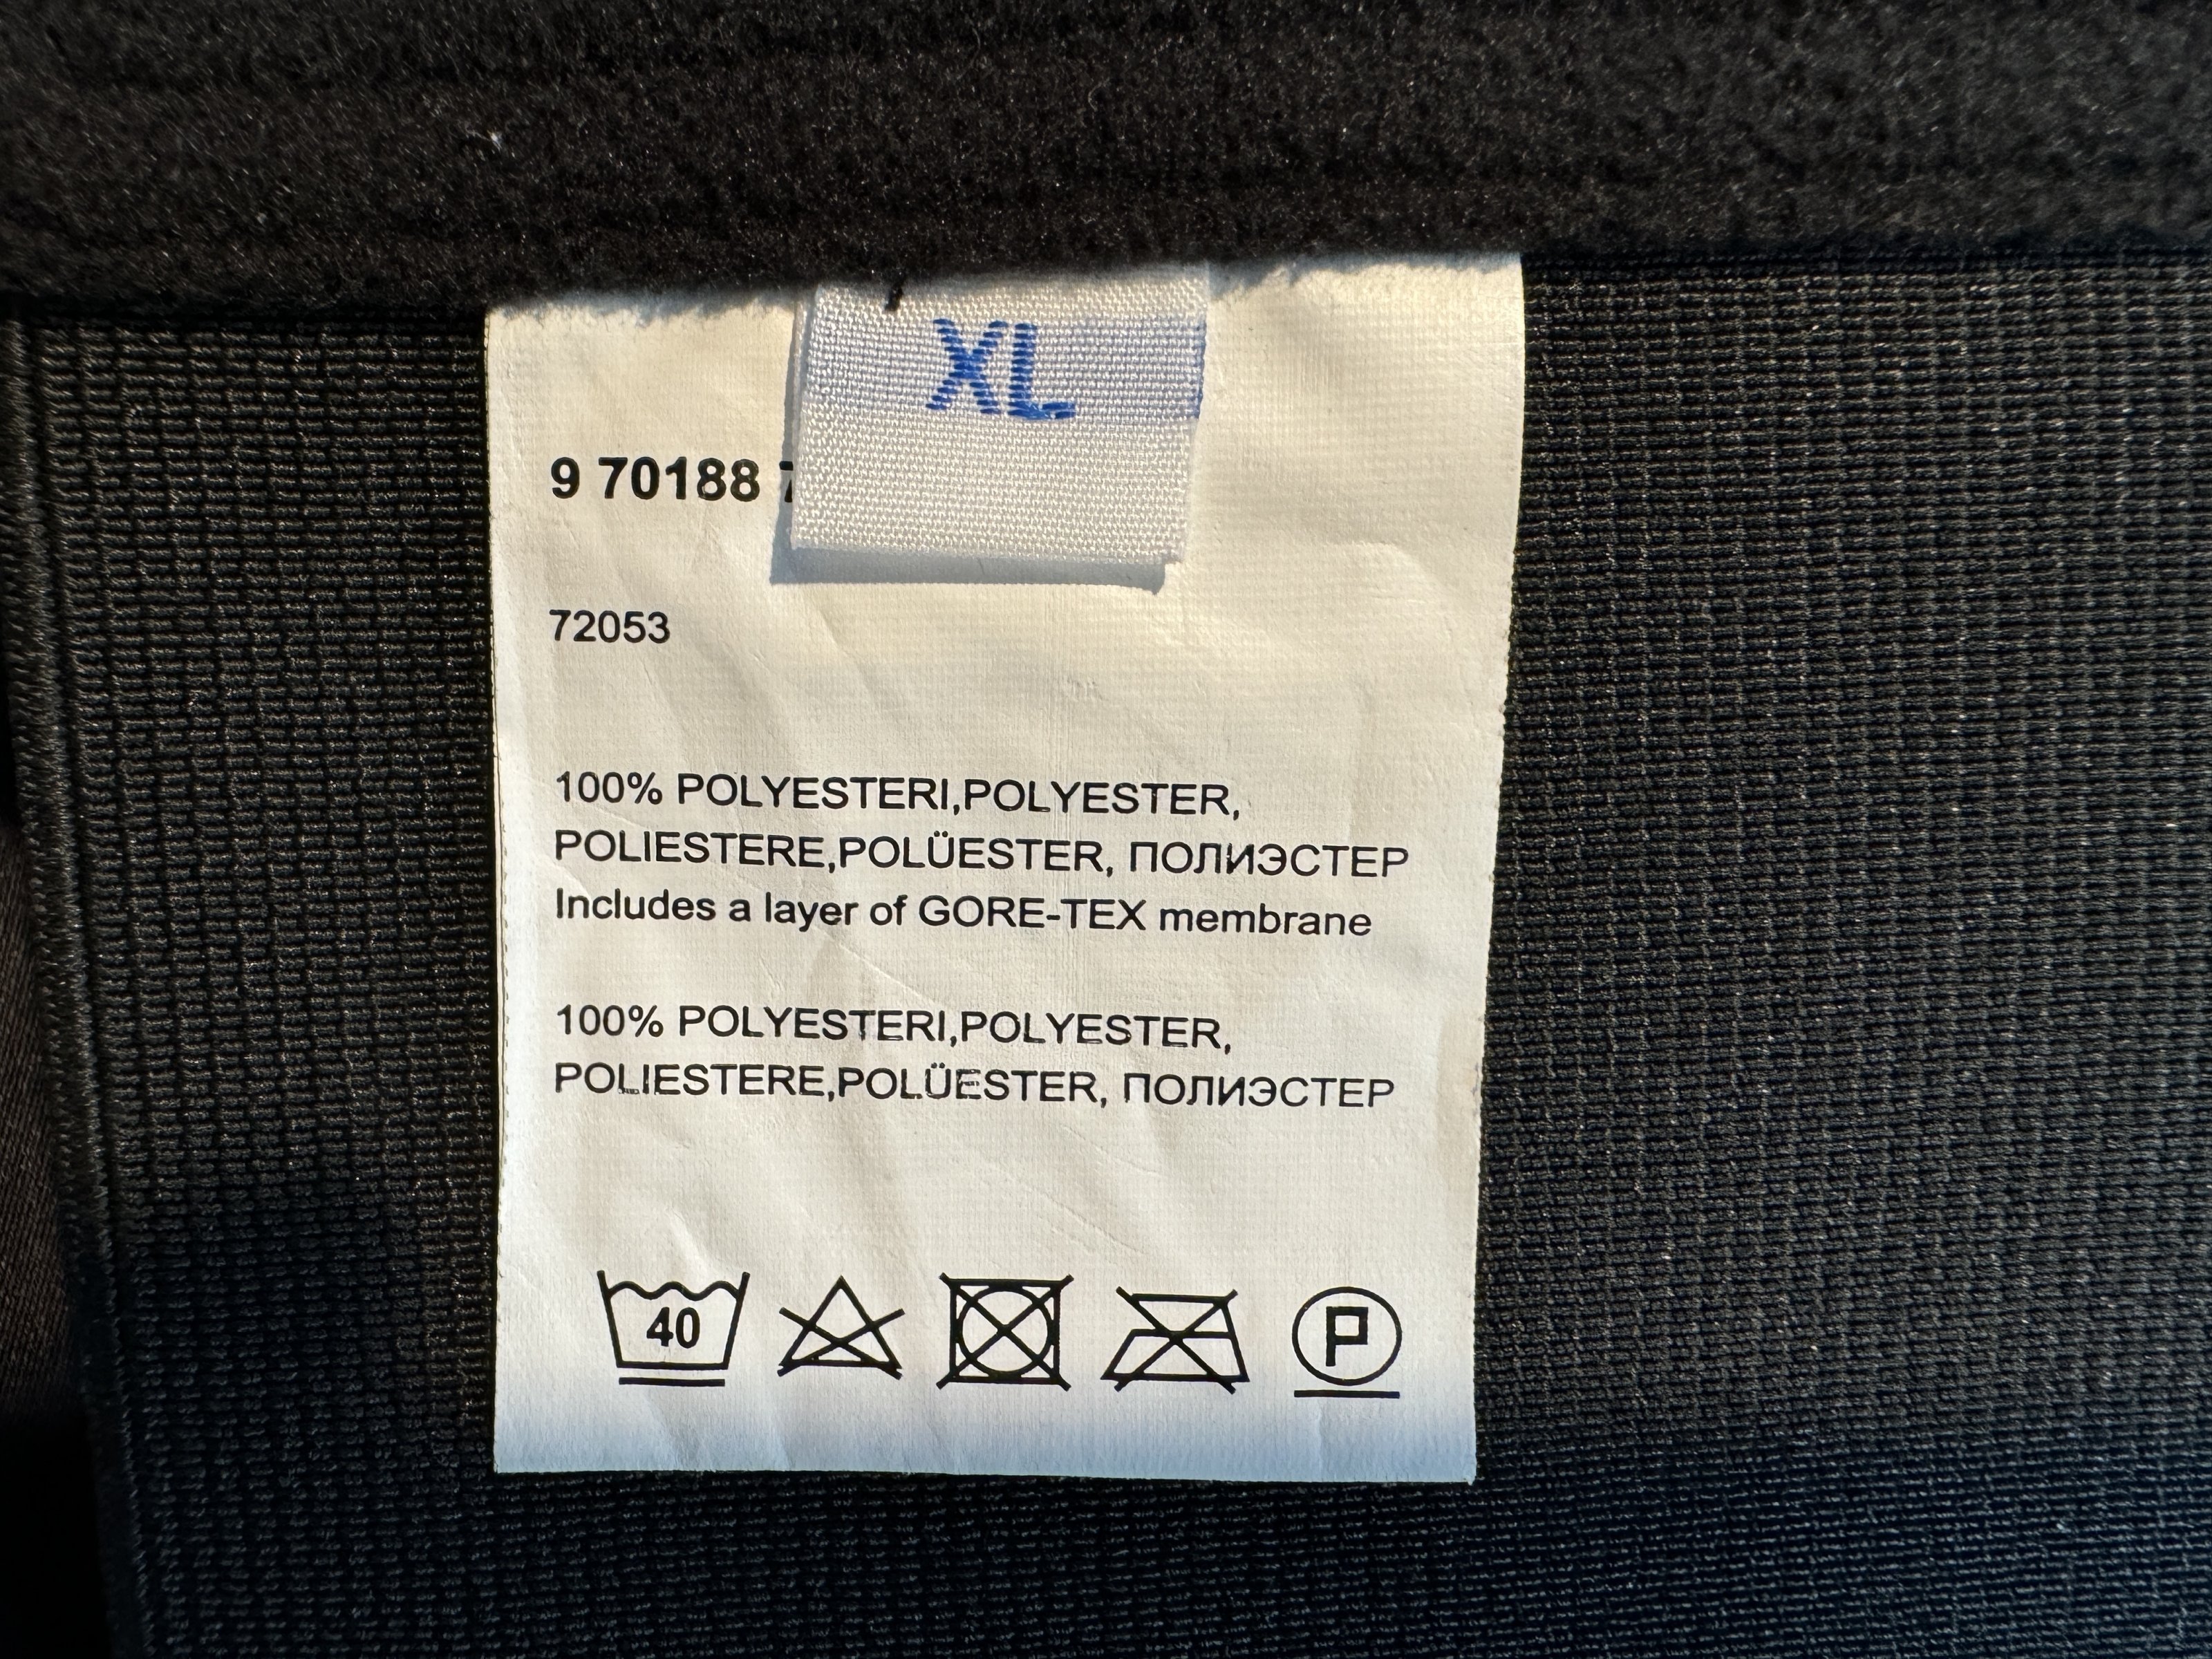 XL
9 70188
72053
100% POLYESTERI,POLYESTER,
POLIESTERE,POLÜESTER, ПОЛИЭСТЕР
Includes a layer of GORE-TEX membrane
100% POLYESTERI,POLYESTER,
POLIESTERE,POLÜESTER, ПОЛИЭСТЕР
40
P